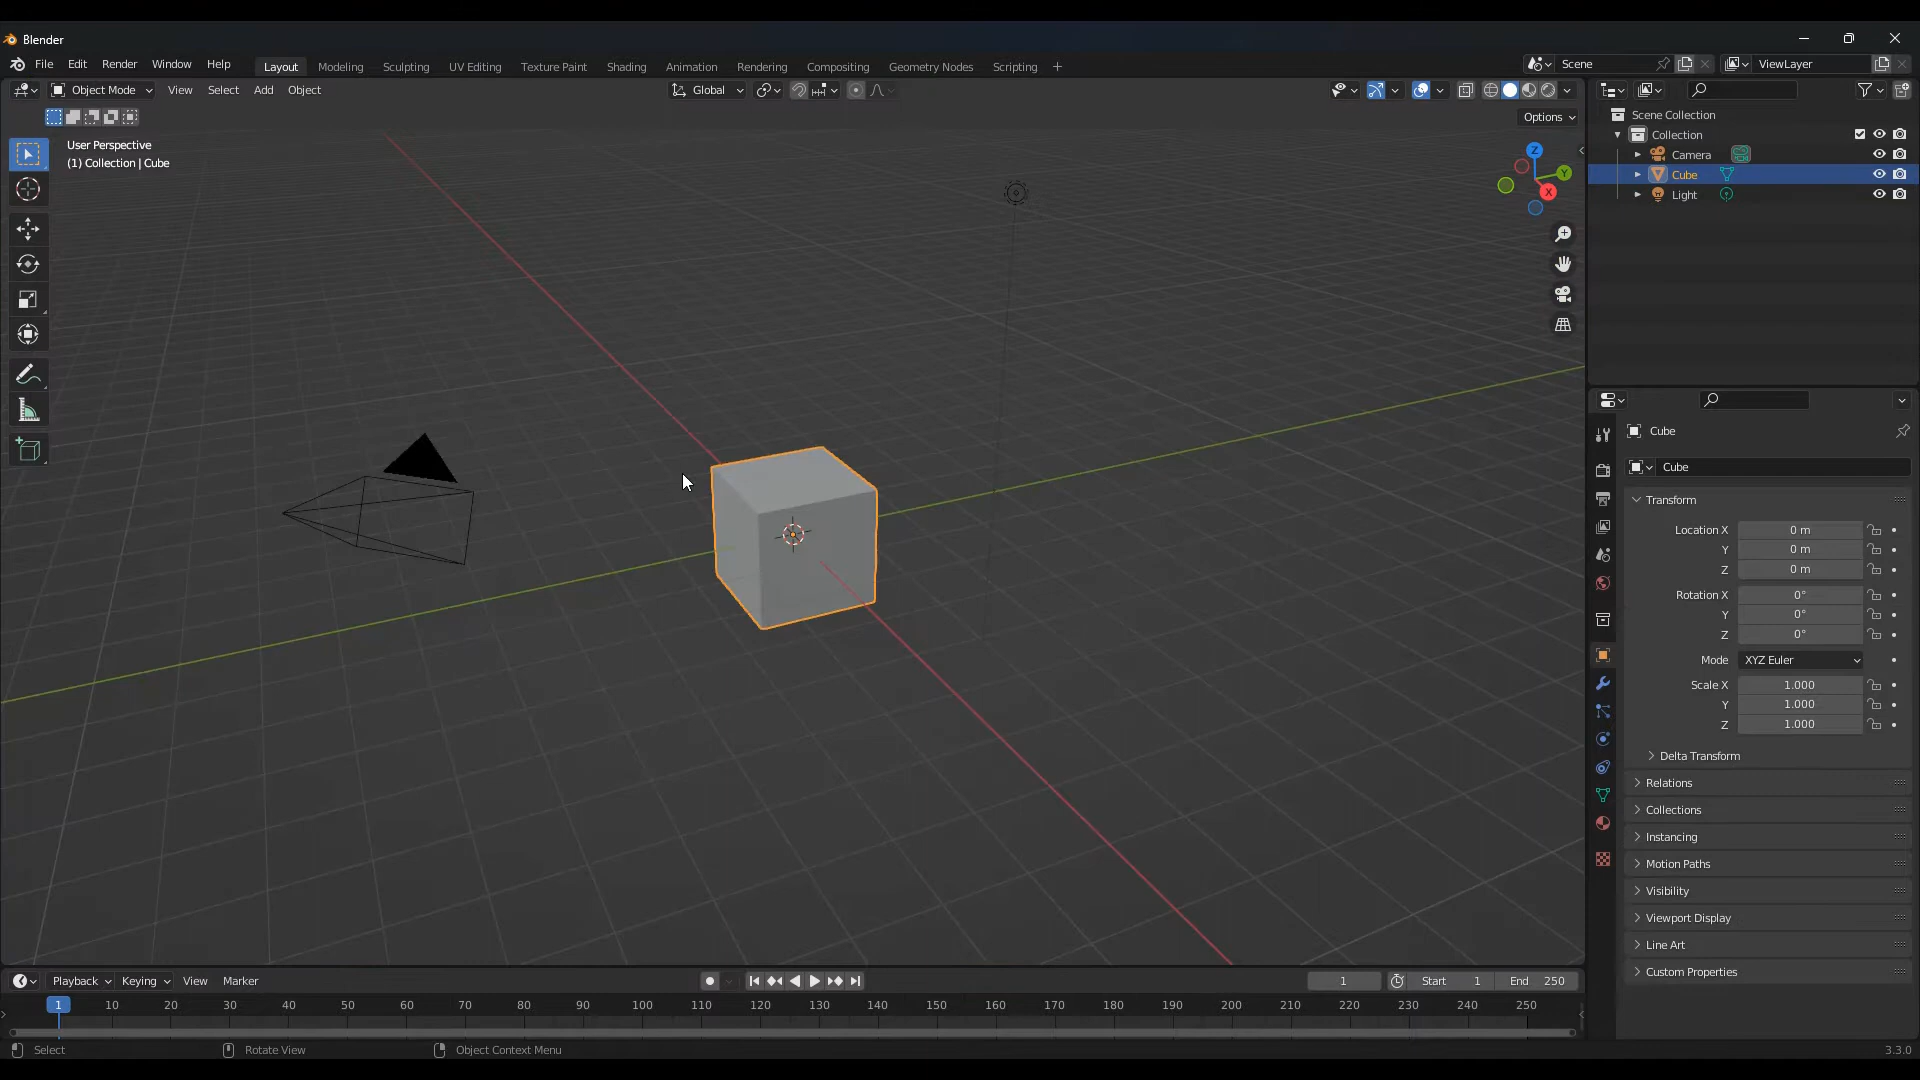 Blender
File Edit Render Window Help Layout Modeling Sculpting UV Editing Texture Paint Shading Animation Rendering Compositing Geometry Nodes Scripting + Scene ViewLayer
Object Mode View Select Add Object Global
Options
User Perspective
(1) Collection | Cube
Z
Y
X
Scene Collection
Collection
Camera
Cube
Light
Cube
Cube
Transform
Location X 0 m
Y 0 m
Z 0 m
Rotation X 0°
Y 0°
Z 0°
Mode XYZ Euler
Scale X 1.000
Y 1.000
Z 1.000
Delta Transform
Relations
Collections
Instancing
Motion Paths
Visibility
Viewport Display
Line Art
Custom Properties
Playback Keying View Marker 1 Start 1 End 250
1 10 20 30 40 50 60 70 80 90 100 110 120 130 140 150 160 170 180 190 200 210 220 230 240 250
Select Rotate View Object Context Menu 3.3.0